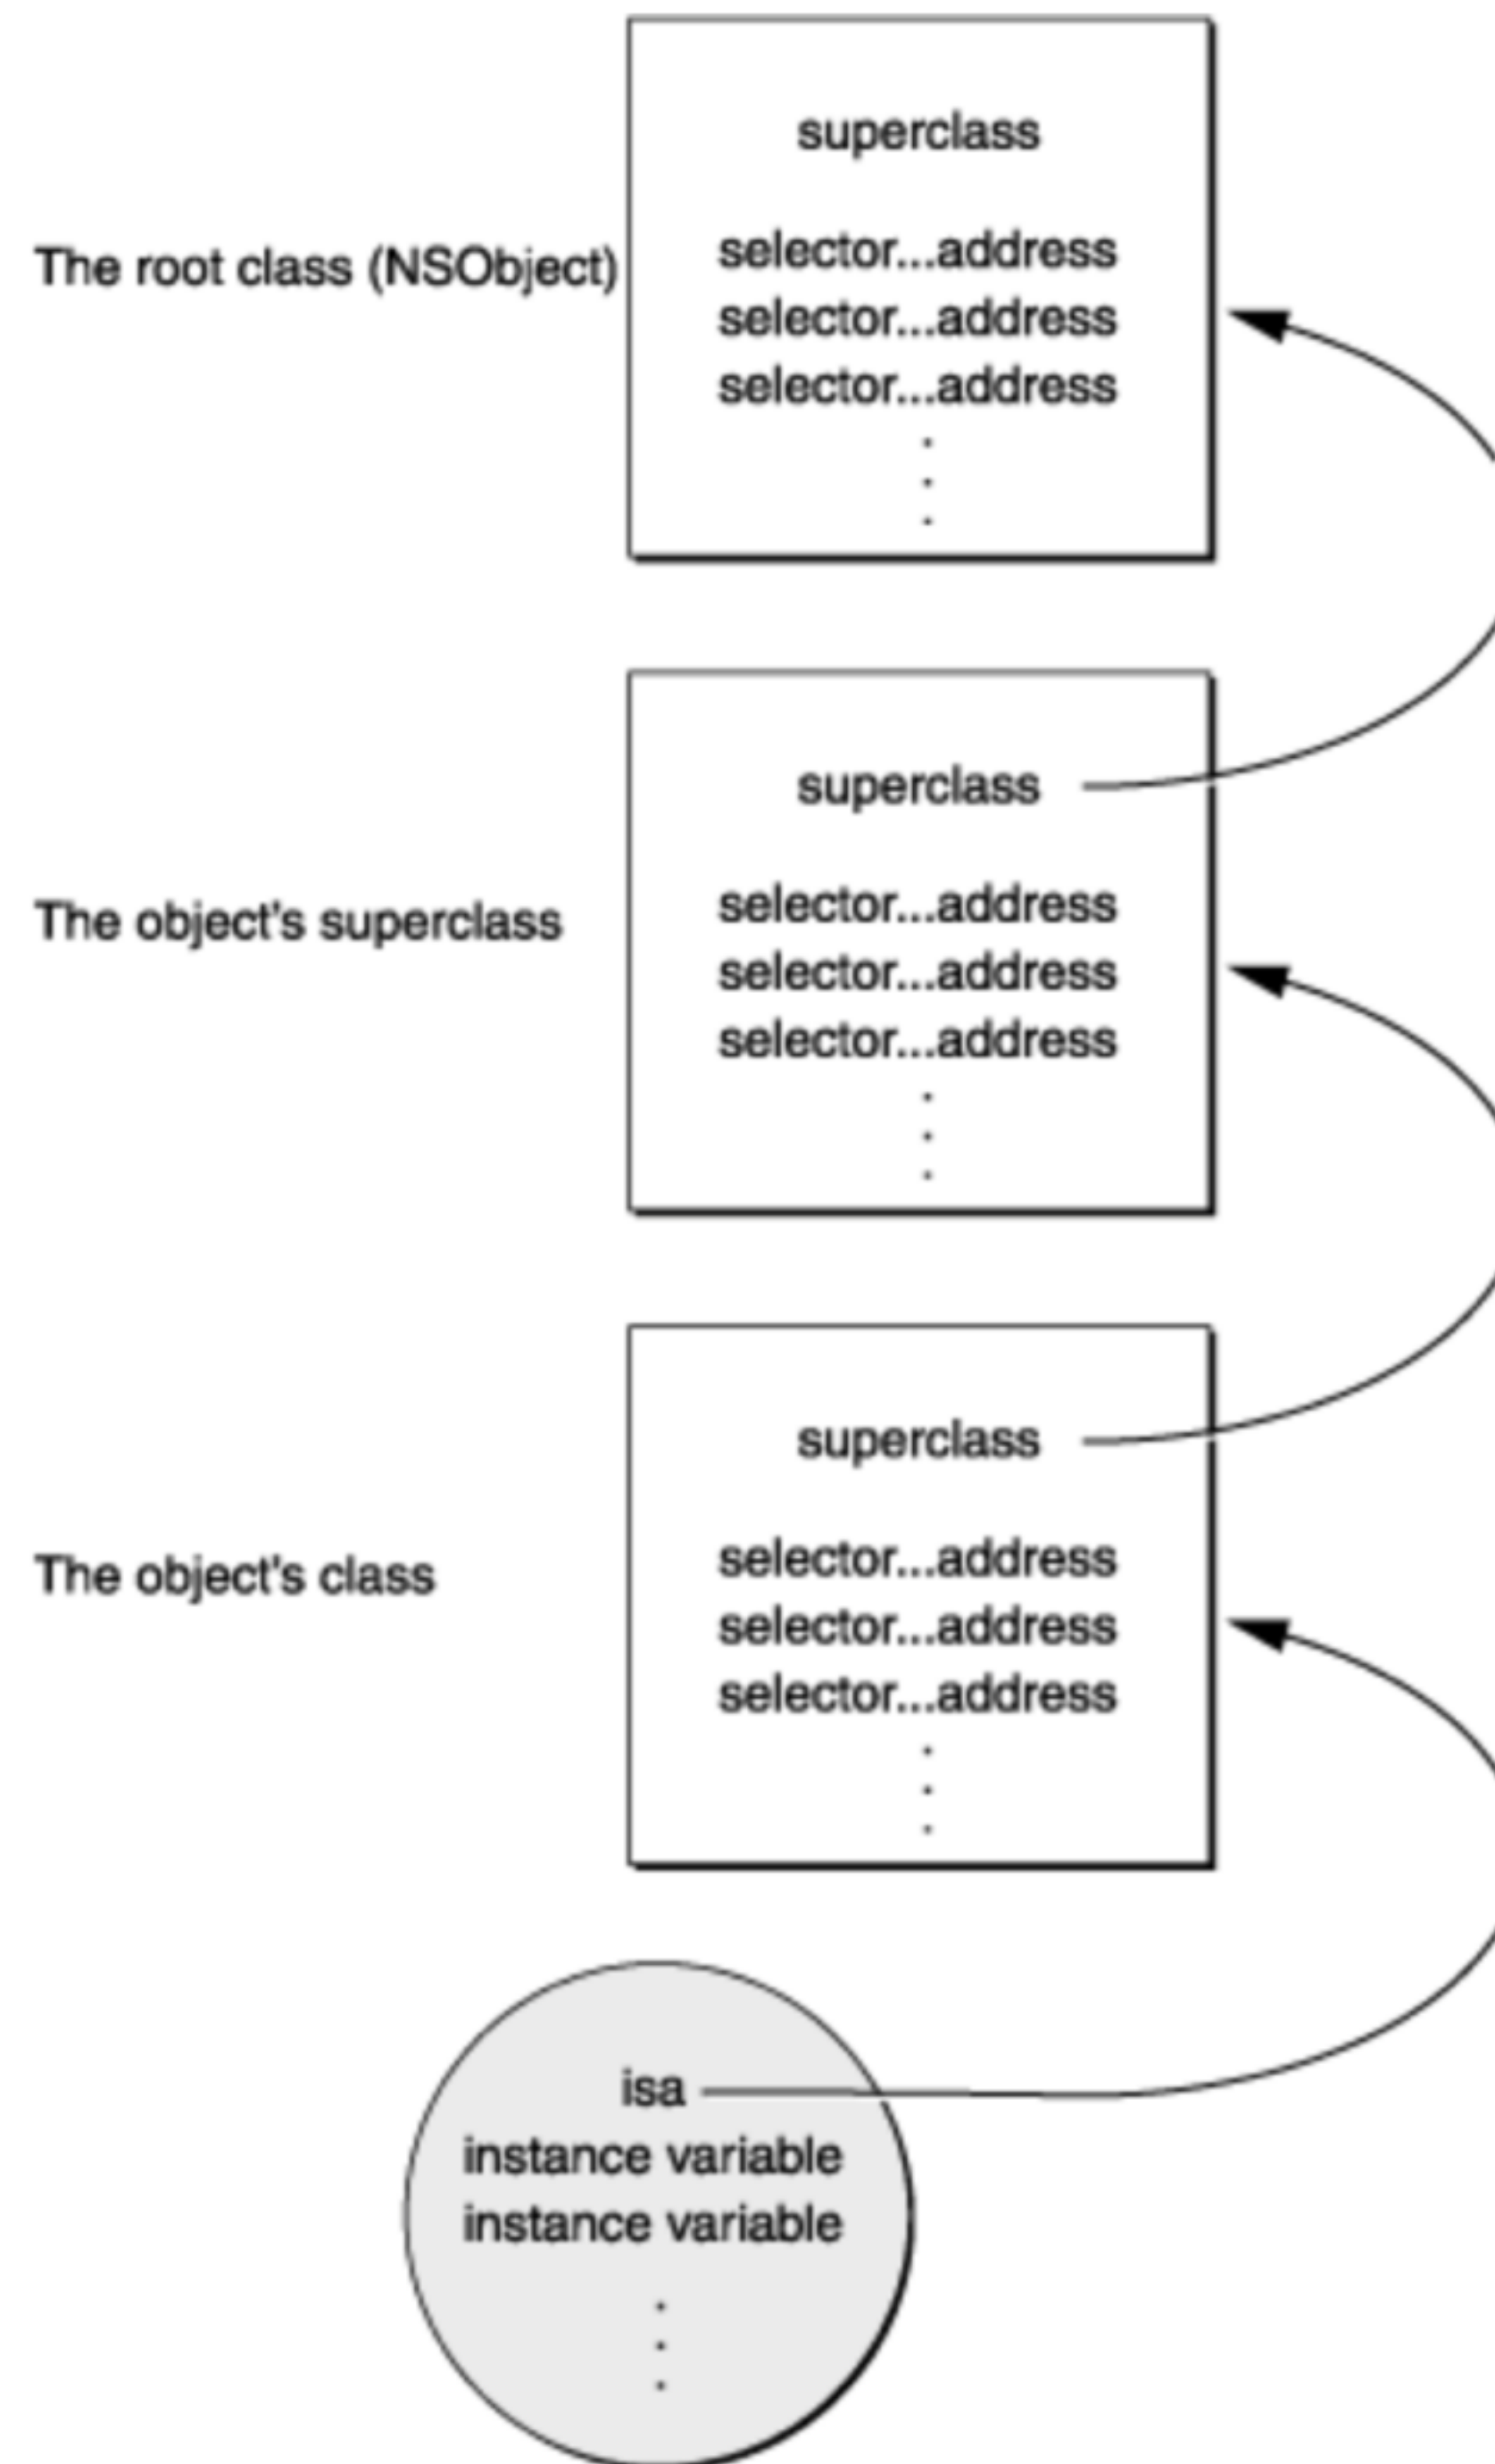 superclass
The root class (NSObject)
selector...address
selector...address
selector...address
.
.
.
superclass
The object's superclass
selector...address
selector...address
selector...address
.
.
.
superclass
The object's class
selector...address
selector...address
selector...address
.
.
.
isa
instance variable
instance variable
.
.
.